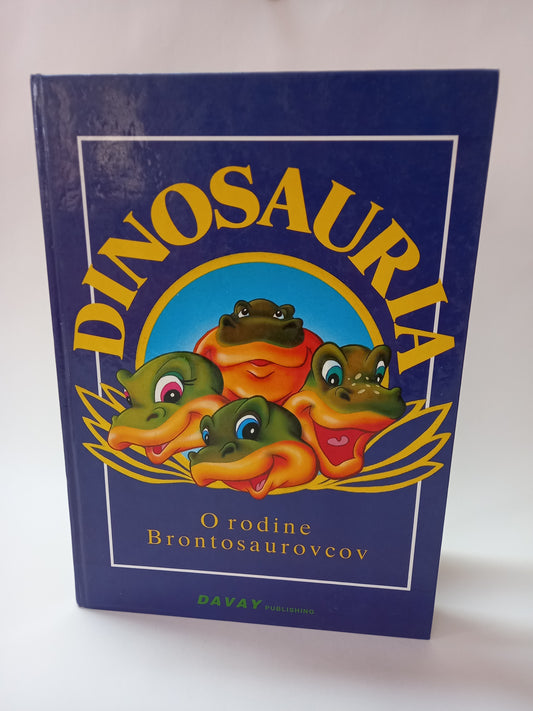 DINOSAURIA
O rodine
Brontosaurovcov
DAVAY PUBLISHING